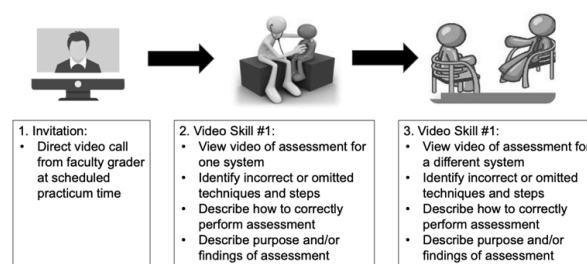 1. Invitation:
• Direct video call
from faculty grader
at scheduled
practicum time
2. Video Skill #1:
• View video of assessment for
one system
• Identify incorrect or omitted
techniques and steps
• Describe how to correctly
perform assessment
• Describe purpose and/or
findings of assessment
3. Video Skill #1:
• View video of assessment for
a different system
• Identify incorrect or omitted
techniques and steps
• Describe how to correctly
perform assessment
• Describe purpose and/or
findings of assessment